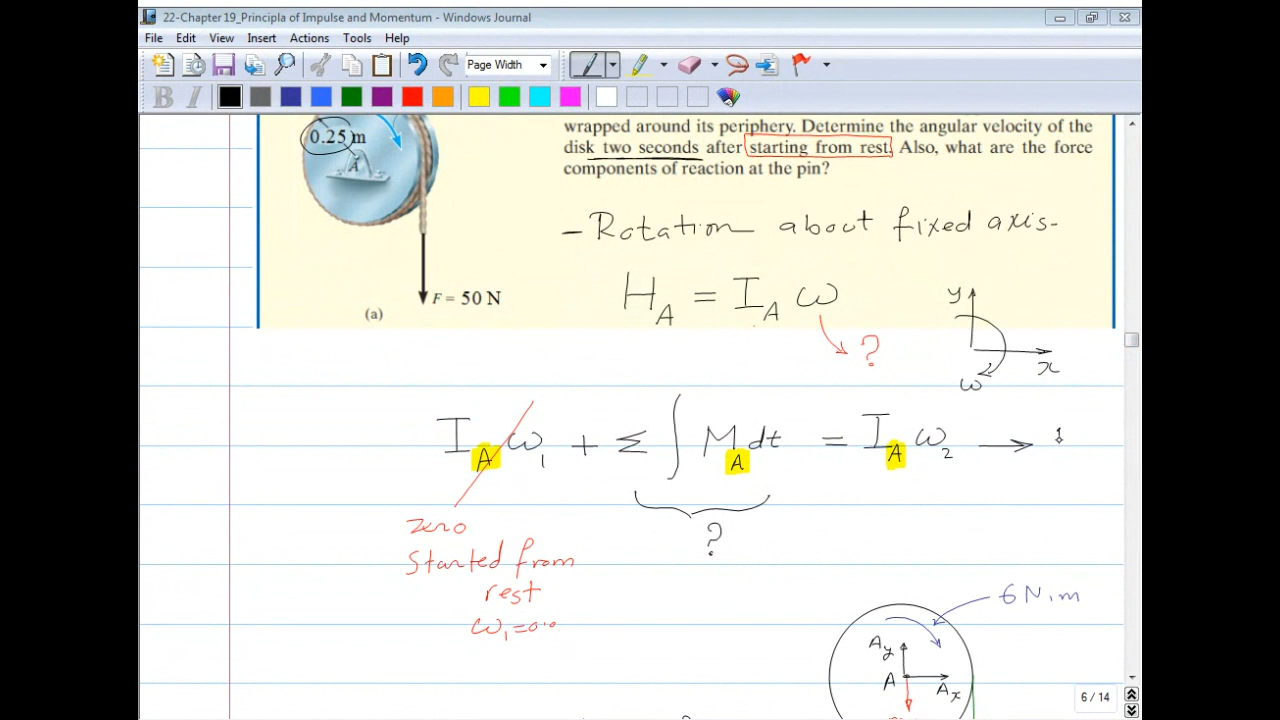 22-Chapter 19_Principla of Impulse and Momentum - Windows Journal
File Edit View Insert Actions Tools Help
Page Width
B I
0.25 m
A
F = 50 N
(a)
wrapped around its periphery. Determine the angular velocity of the
disk two seconds after starting from rest. Also, what are the force
components of reaction at the pin?
- Rotation about fixed axis-
H_A = I_A ω
?
y
x
ω
I_A ω_1 + Σ ∫ M_A dt = I_A ω_2 →
?
zero
Started from
rest
ω_1 = 0.0
6 N.m
A_y
A
A_x
6 / 14